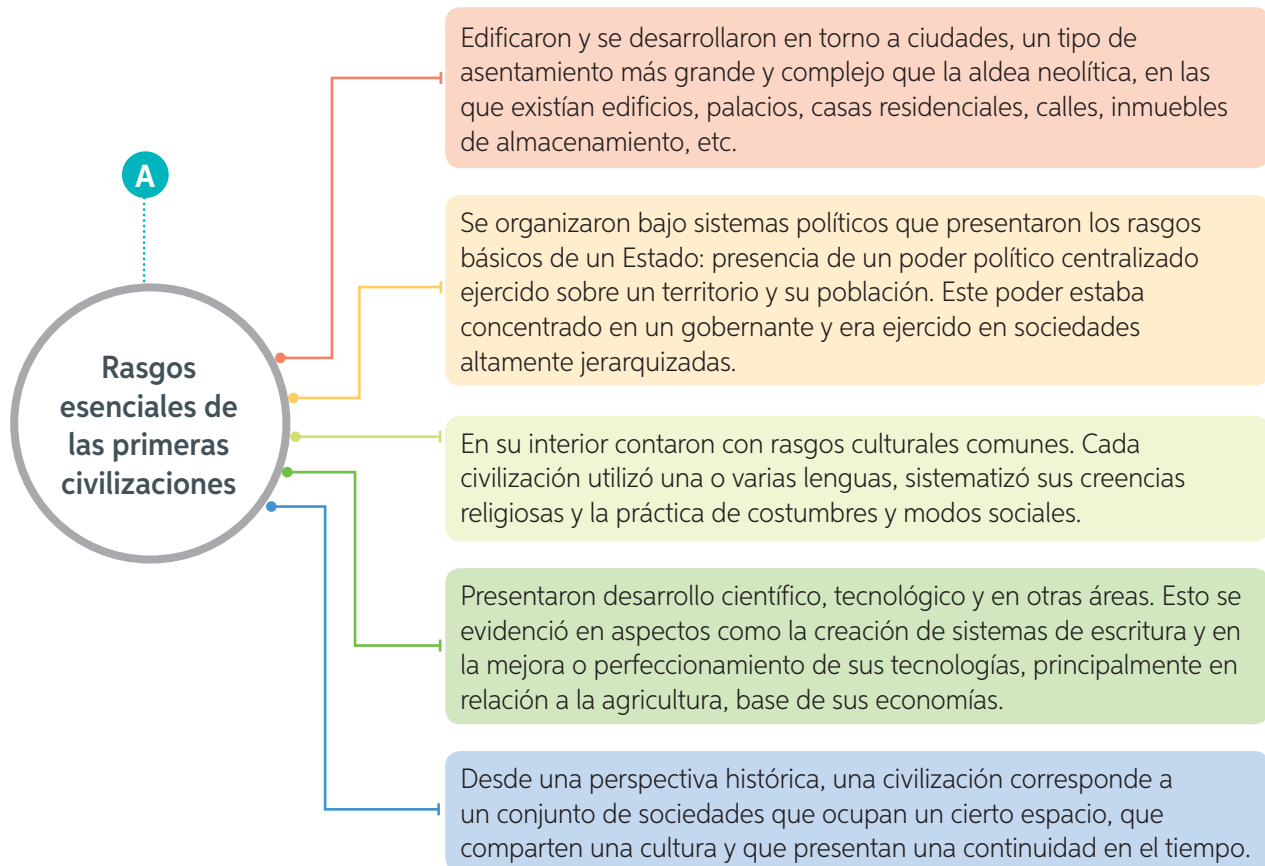 Edificaron y se desarrollaron en torno a ciudades, un tipo de
asentamiento más grande y complejo que la aldea neolítica, en las
que existían edificios, palacios, casas residenciales, calles, inmuebles
de almacenamiento, etc.
A
Se organizaron bajo sistemas políticos que presentaron los rasgos
básicos de un Estado: presencia de un poder político centralizado
ejercido sobre un territorio y su población. Este poder estaba
concentrado en un gobernante y era ejercido en sociedades
altamente jerarquizadas.
Rasgos
esenciales de
las primeras
civilizaciones
En su interior contaron con rasgos culturales comunes. Cada
civilización utilizó una o varias lenguas, sistematizó sus creencias
religiosas y la práctica de costumbres y modos sociales.
Presentaron desarrollo científico, tecnológico y en otras áreas. Esto se
evidenció en aspectos como la creación de sistemas de escritura y en
la mejora o perfeccionamiento de sus tecnologías, principalmente en
relación a la agricultura, base de sus economías.
Desde una perspectiva histórica, una civilización corresponde a
un conjunto de sociedades que ocupan un cierto espacio, que
comparten una cultura y que presentan una continuidad en el tiempo.